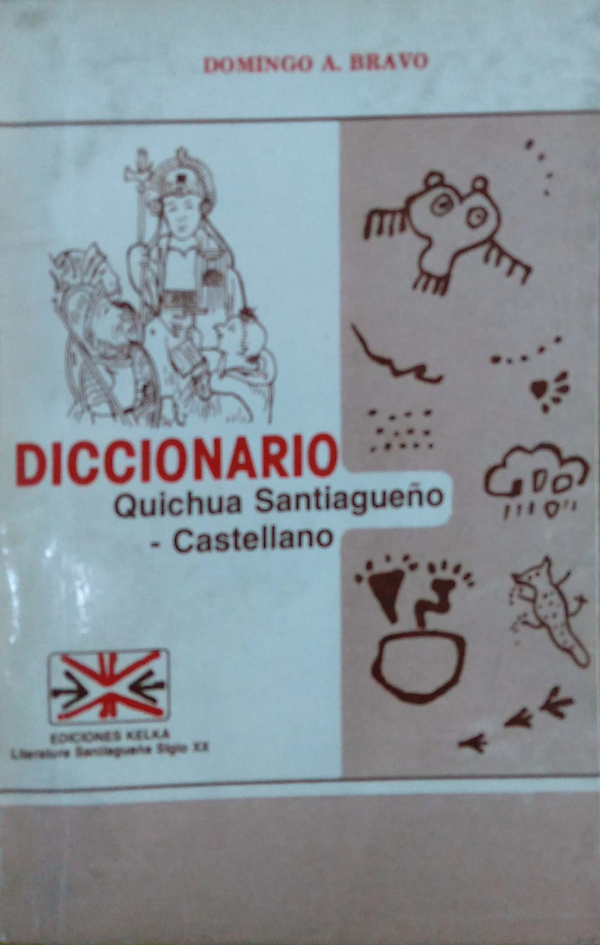 DOMINGO A. BRAVO
DICCIONARIO
Quichua Santiagueño
- Castellano
EDICIONES KELKA
Literatura Santiagueña Siglo XX